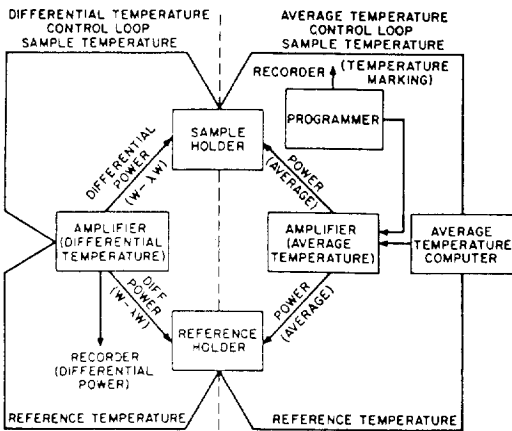 DIFFERENTIAL TEMPERATURE
CONTROL LOOP
SAMPLE TEMPERATURE
AVERAGE TEMPERATURE
CONTROL LOOP
SAMPLE TEMPERATURE
RECORDER
(TEMPERATURE
MARKING)
PROGRAMMER
SAMPLE
HOLDER
DIFFERENTIAL
POWER
(W-λW)
POWER
(AVERAGE)
AMPLIFIER
(DIFFERENTIAL
TEMPERATURE)
AMPLIFIER
(AVERAGE
TEMPERATURE)
AVERAGE
TEMPERATURE
COMPUTER
DIFF
POWER
(W-λW)
POWER
(AVERAGE)
REFERENCE
HOLDER
RECORDER
(DIFFERENTIAL
POWER)
REFERENCE TEMPERATURE
REFERENCE TEMPERATURE